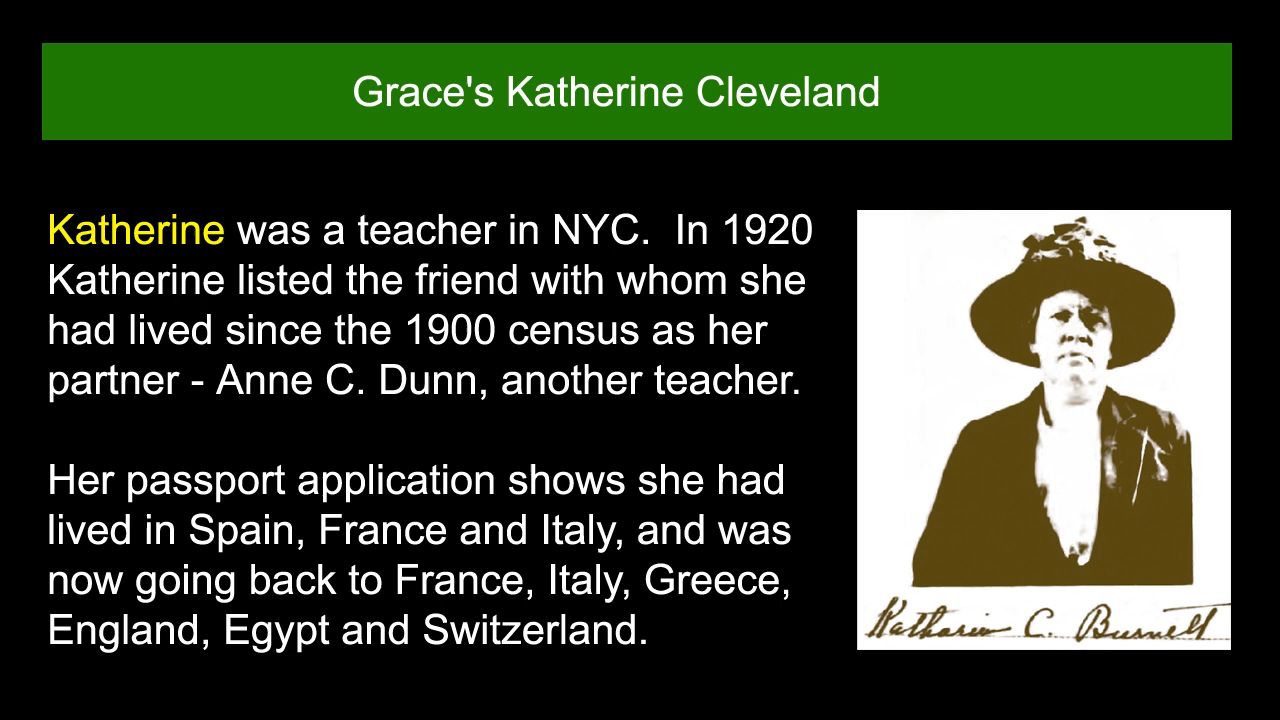 Grace's Katherine Cleveland
Katherine was a teacher in NYC.  In 1920
Katherine listed the friend with whom she
had lived since the 1900 census as her
partner - Anne C. Dunn, another teacher.
Her passport application shows she had
lived in Spain, France and Italy, and was
now going back to France, Italy, Greece,
England, Egypt and Switzerland.
Katharine C. Burnett